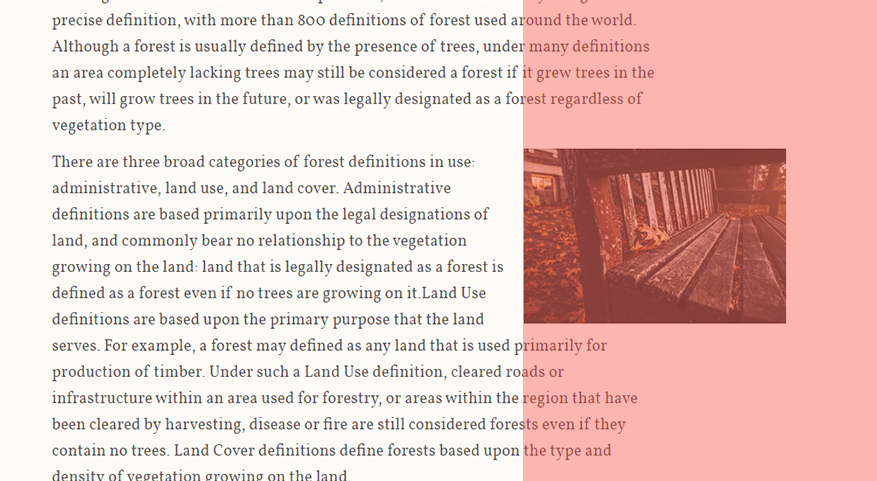 precise definition, with more than 800 definitions of forest used around the world.
Although a forest is usually defined by the presence of trees, under many definitions
an area completely lacking trees may still be considered a forest if it grew trees in the
past, will grow trees in the future, or was legally designated as a forest regardless of
vegetation type.
There are three broad categories of forest definitions in use:
administrative, land use, and land cover. Administrative
definitions are based primarily upon the legal designations of
land, and commonly bear no relationship to the vegetation
growing on the land: land that is legally designated as a forest is
defined as a forest even if no trees are growing on it.Land Use
definitions are based upon the primary purpose that the land
serves. For example, a forest may defined as any land that is used primarily for
production of timber. Under such a Land Use definition, cleared roads or
infrastructure within an area used for forestry, or areas within the region that have
been cleared by harvesting, disease or fire are still considered forests even if they
contain no trees. Land Cover definitions define forests based upon the type and
density of vegetation growing on the land.